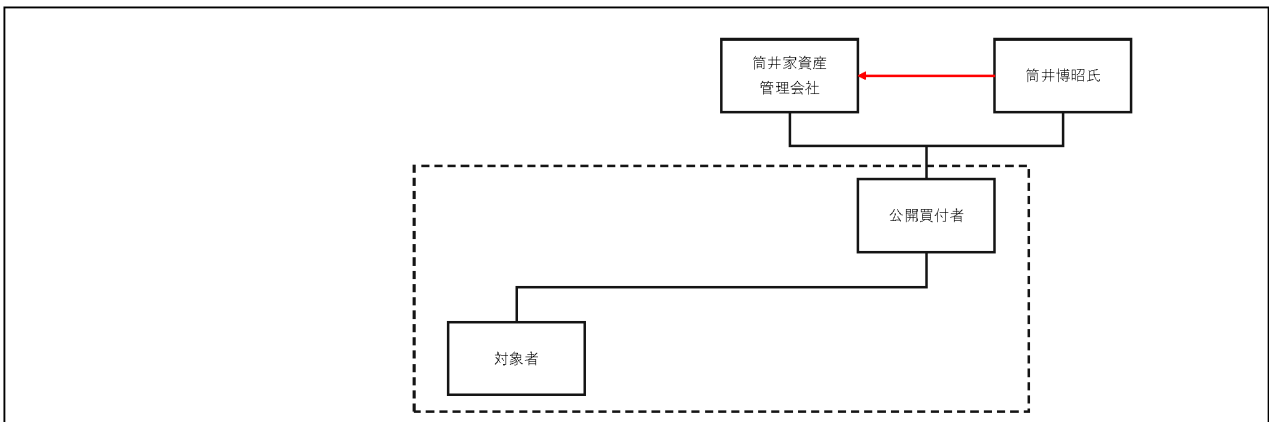 筒井家資産
管理会社
筒井博昭氏
公開買付者
対象者